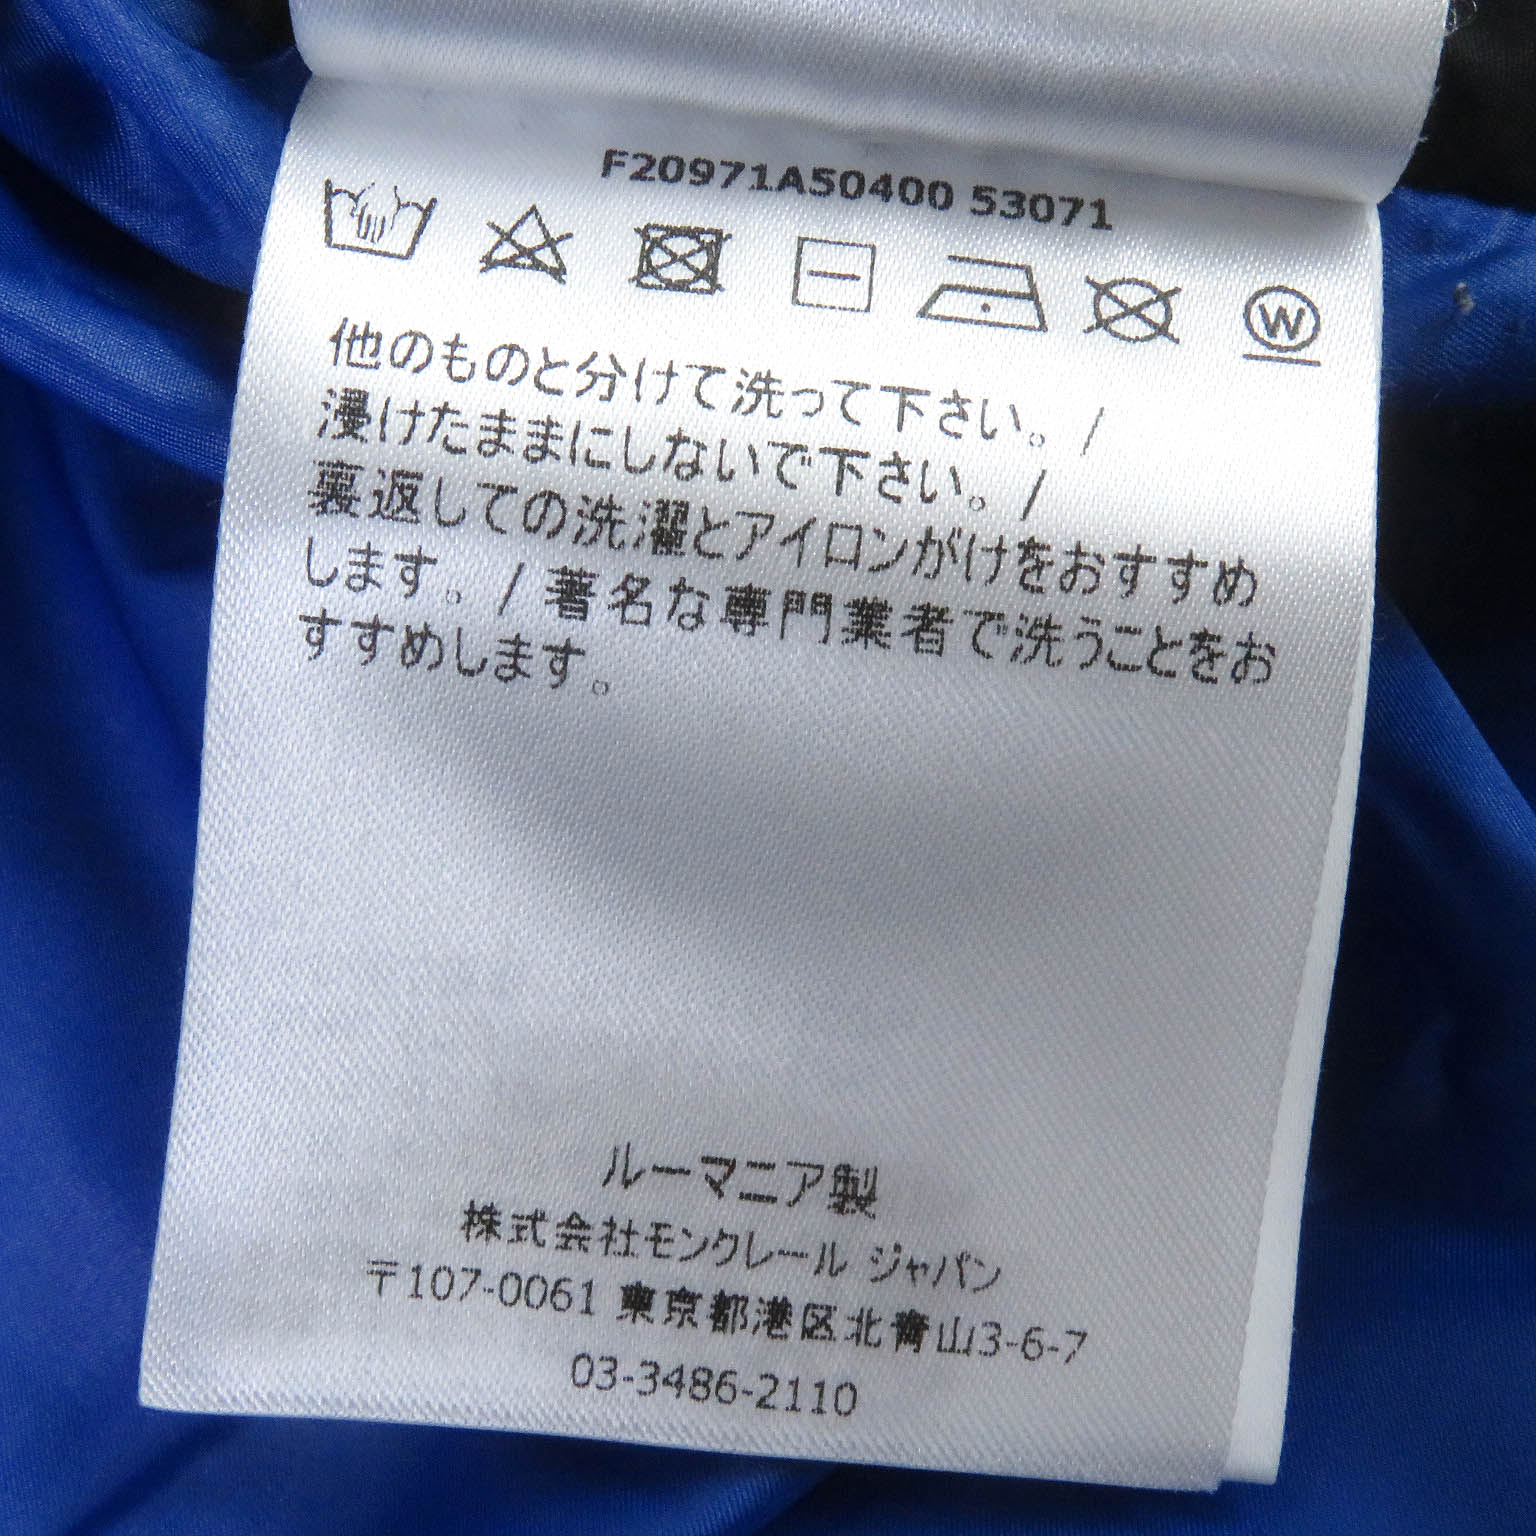 F20971A50400 53071
W
他のものと分けて洗って下さい。/
浸けたままにしないで下さい。/
裏返しての洗濯とアイロンがけをおすすめ
します。/ 著名な専門業者で洗うことをお
すすめします。
ルーマニア製
株式会社モンクレール ジャパン
〒107-0061 東京都港区北青山3-6-7
03-3486-2110